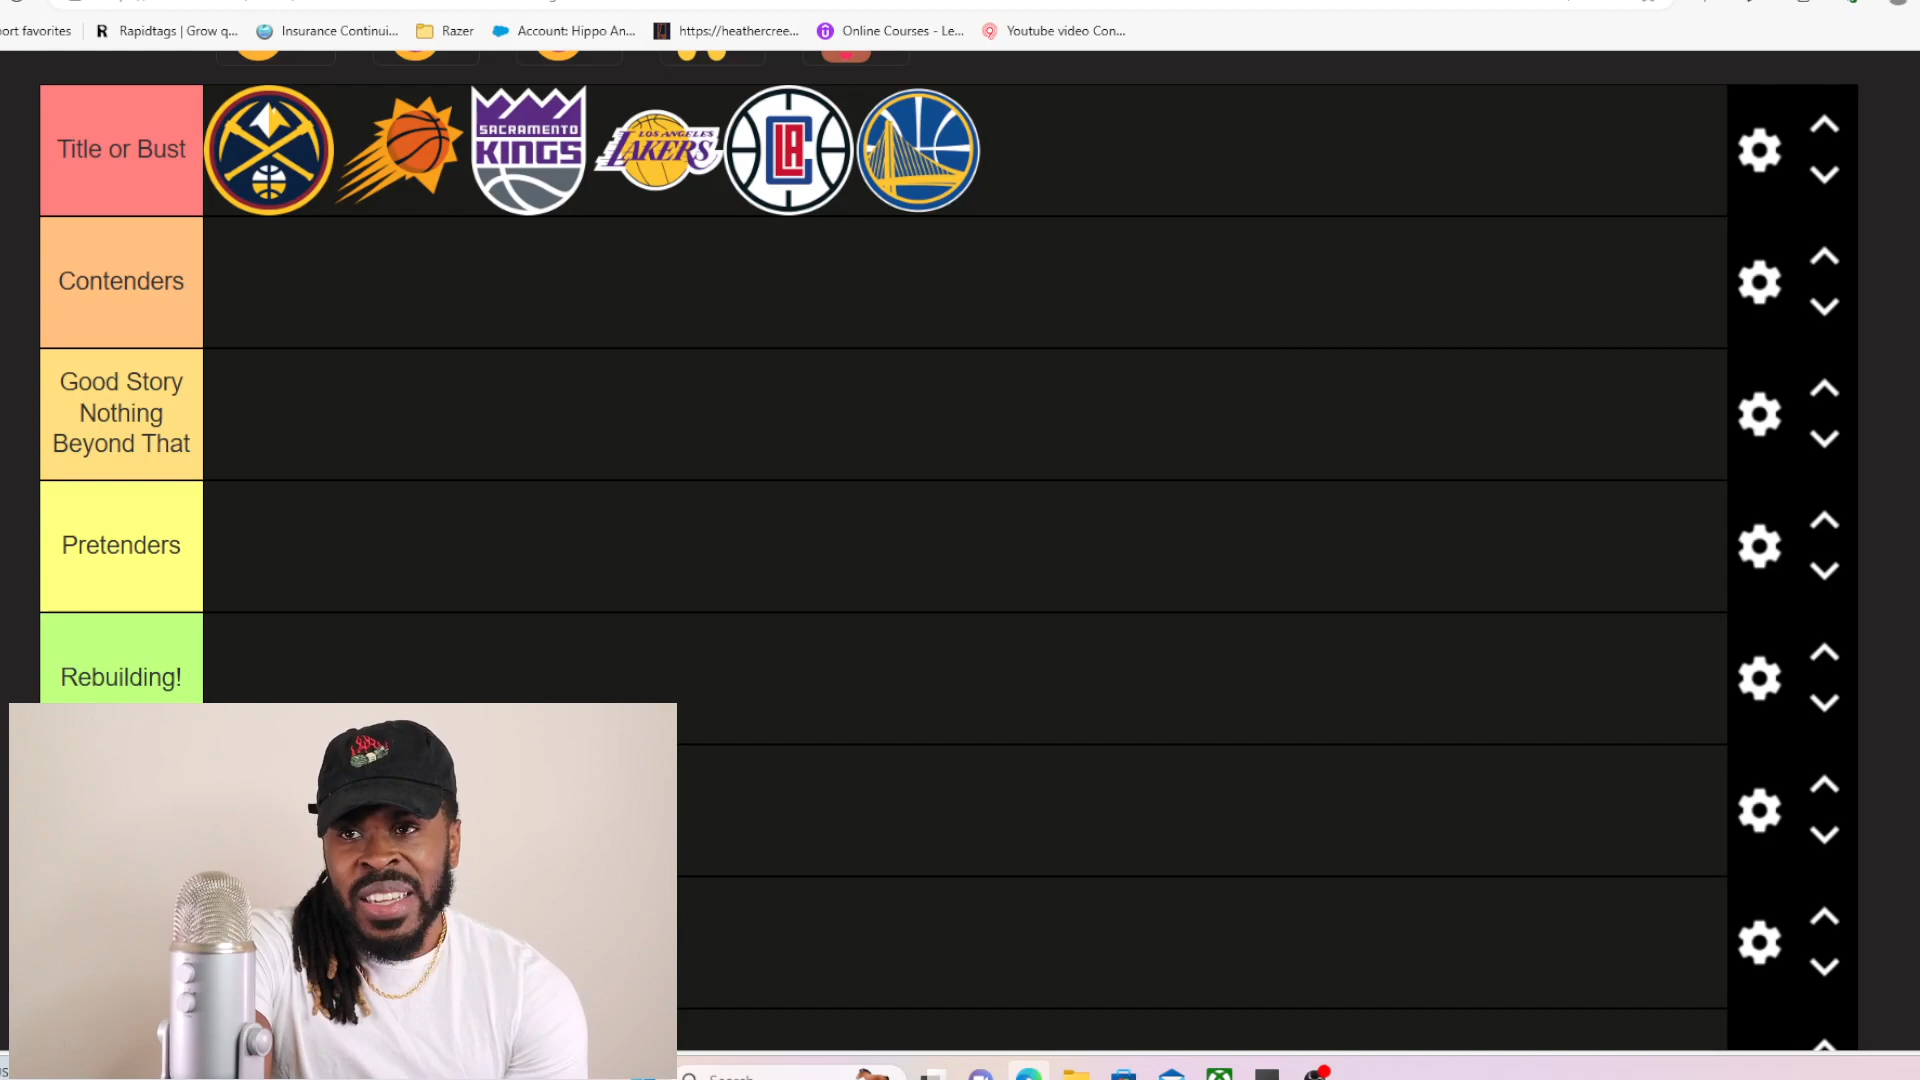 ort favorites
Rapidtags | Grow q...
Insurance Continui...
Razer
Account: Hippo An...
https://heathercree...
Online Courses - Le...
Youtube video Con...
Title or Bust
SACRAMENTO
KINGS
LOS ANGELES
LAKERS
LA
Contenders
Good Story
Nothing
Beyond That
Pretenders
Rebuilding!
Search